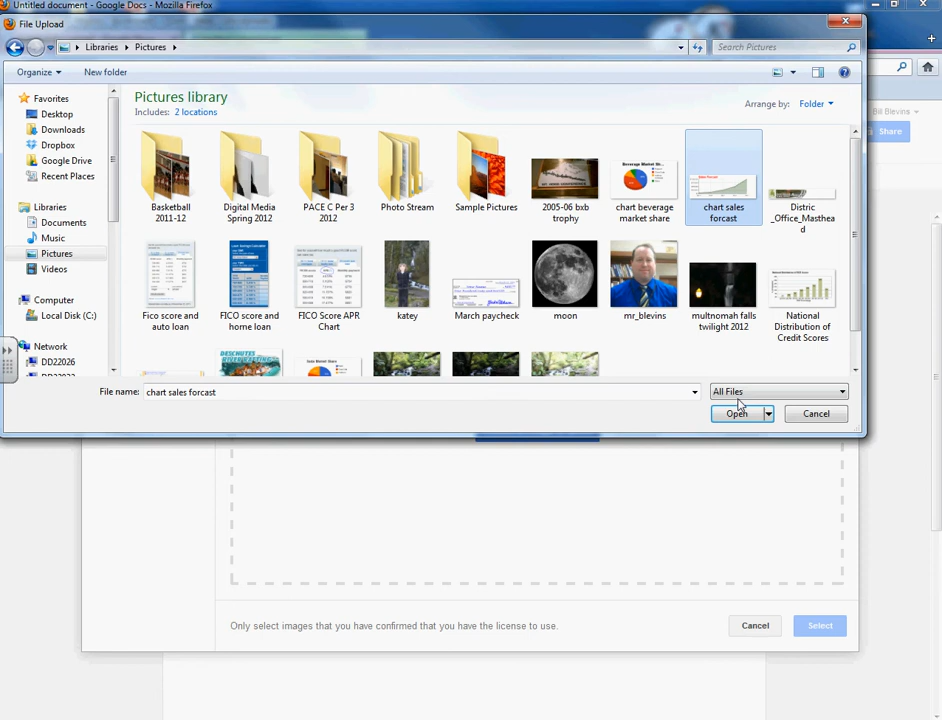 Untitled document - Google Docs - Mozilla Firefox
File Upload
Libraries Pictures Search Pictures
Organize New folder
Bill Blevins
Share
Favorites
Desktop
Downloads
Dropbox
Google Drive
Recent Places
Libraries
Documents
Music
Pictures
Videos
Computer
Local Disk (C:)
Network
DD22026
Pictures library
Includes: 2 locations
Arrange by: Folder
Basketball
2011-12
Digital Media
Spring 2012
PACE C Per 3
2012
Photo Stream
Sample Pictures
2005-06 bxb
trophy
chart beverage
market share
chart sales
forcast
Distric
_Office_Masthea
d
Fico score and
auto loan
FICO score and
home loan
FICO Score APR
Chart
katey
March paycheck
moon
mr_blevins
multnomah falls
twilight 2012
National
Distribution of
Credit Scores
File name: chart sales forcast
All Files
Open Cancel
Only select images that you have confirmed that you have the license to use.
Cancel Select